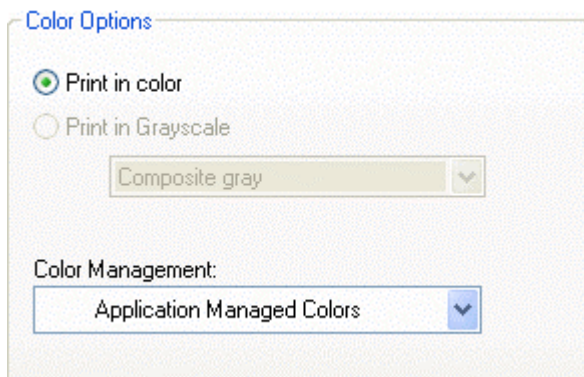 Color Options
Print in color
Print in Grayscale
Composite gray
Color Management:
Application Managed Colors